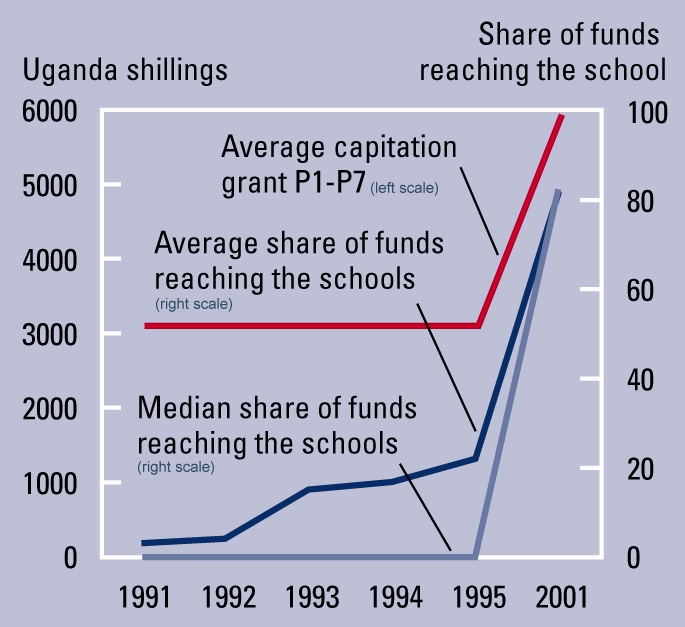 Uganda shillings
Share of funds
reaching the school
6000
5000
4000
3000
2000
1000
0
100
80
60
40
20
0
Average capitation
grant P1-P7 (left scale)
Average share of funds
reaching the schools
(right scale)
Median share of funds
reaching the schools
(right scale)
1991 1992 1993 1994 1995 2001